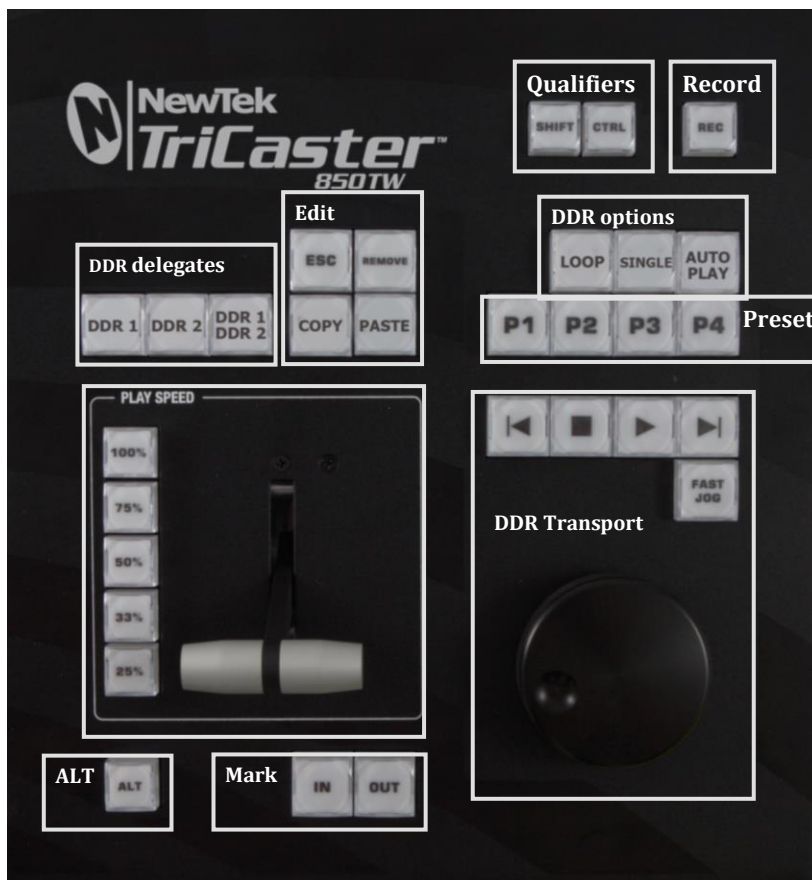 Qualifiers
Record
SHIFT CTRL
REC
NewTek
TriCaster™
850TW
Edit
ESC REMOVE
COPY PASTE
DDR options
LOOP SINGLE AUTO PLAY
DDR delegates
DDR 1 DDR 2 DDR 1 DDR 2
P1 P2 P3 P4 Preset
PLAY SPEED
100%
75%
50%
33%
25%
FAST JOG
DDR Transport
ALT
ALT
Mark
IN OUT